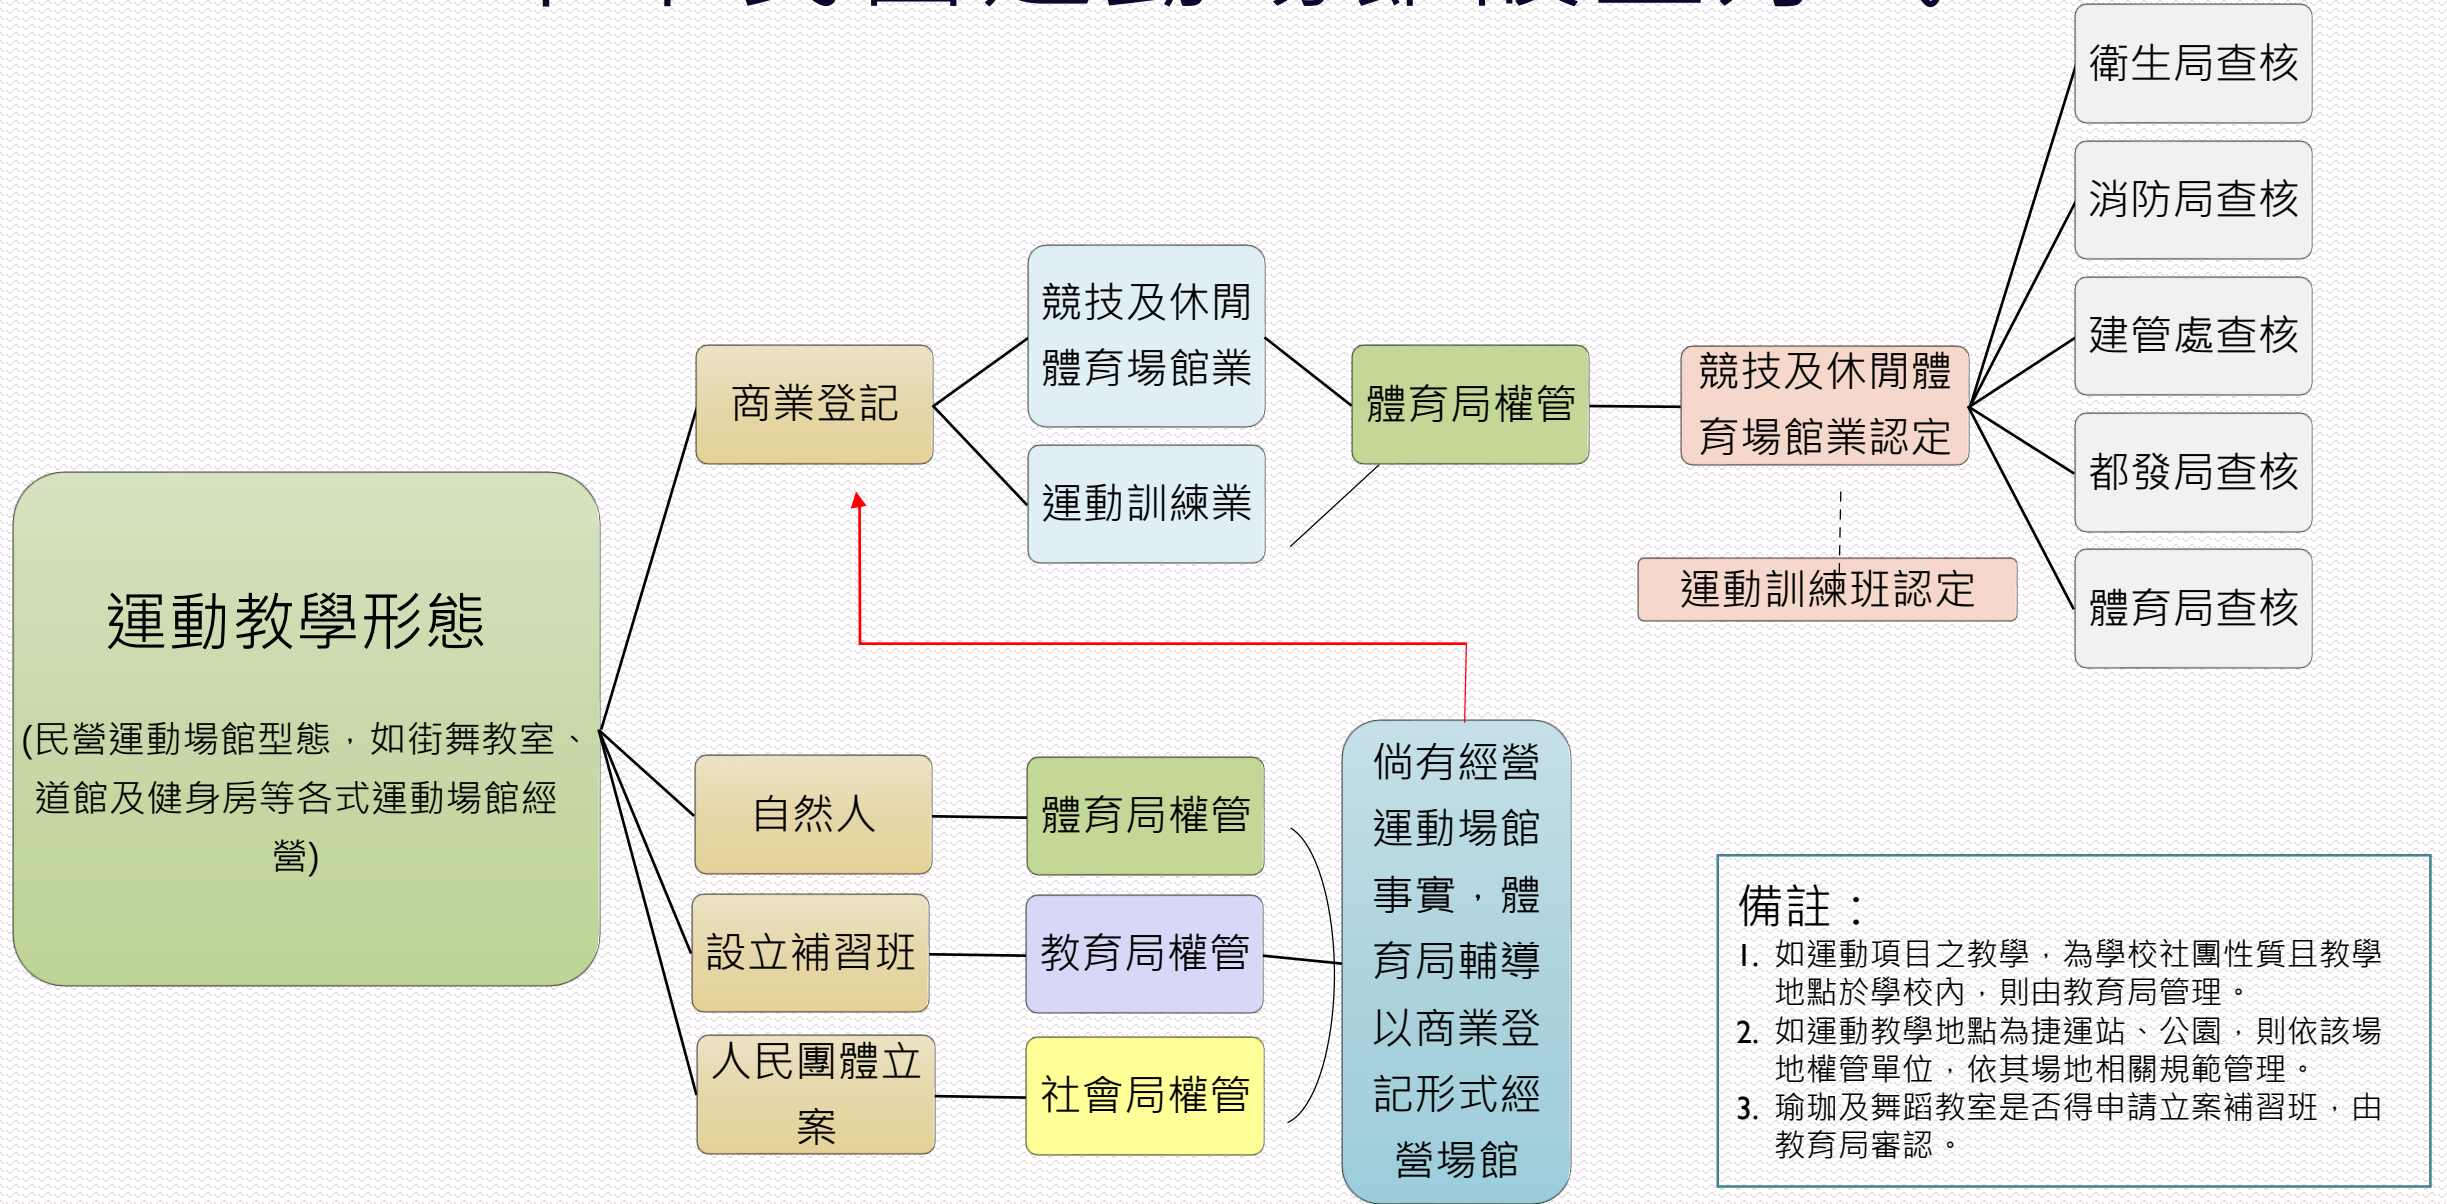 運動教學形態
(民營運動場館型態，如街舞教室、
道館及健身房等各式運動場館經
營)
商業登記
競技及休閒
體育場館業
運動訓練業
體育局權管
競技及休閒體
育場館業認定
運動訓練班認定
衛生局查核
消防局查核
建管處查核
都發局查核
體育局查核
自然人
體育局權管
設立補習班
教育局權管
人民團體立
案
社會局權管
倘有經營
運動場館
事實，體
育局輔導
以商業登
記形式經
營場館
備註：
1. 如運動項目之教學，為學校社團性質且教學
地點於學校內，則由教育局管理。
2. 如運動教學地點為捷運站、公園，則依該場
地權管單位，依其場地相關規範管理。
3. 瑜珈及舞蹈教室是否得申請立案補習班，由
教育局審認。